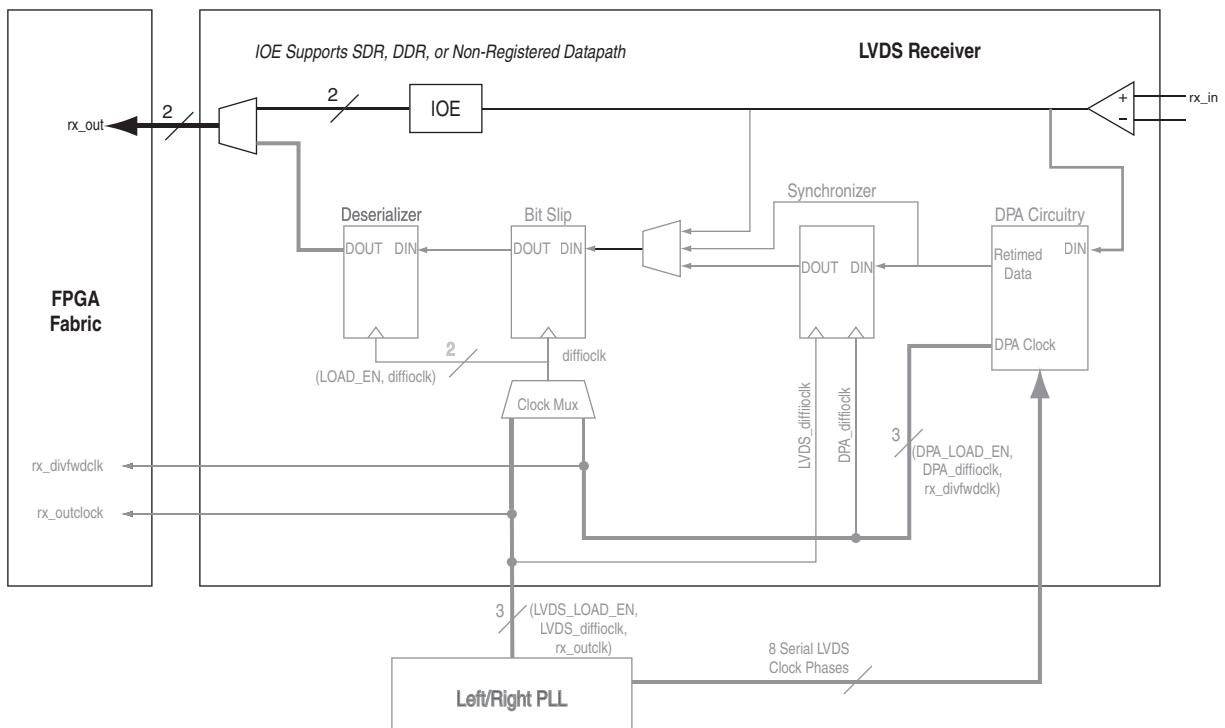 IOE Supports SDR, DDR, or Non-Registered Datapath
LVDS Receiver
2
2
IOE
+
–
rx_in
rx_out
Synchronizer
Deserializer
Bit Slip
DPA Circuitry
DOUT DIN
DOUT DIN
DOUT DIN
DIN
Retimed
Data
FPGA
Fabric
2
diffioclk
DPA Clock
(LOAD_EN, diffioclk)
Clock Mux
LVDS_diffiioclk
DPA_diffioclk
3
(DPA_LOAD_EN,
DPA_diffioclk,
rx_divfwdclk)
rx_divfwdclk
rx_outclock
3
(LVDS_LOAD_EN,
LVDS_diffioclk,
rx_outclk)
8 Serial LVDS
Clock Phases
Left/Right PLL